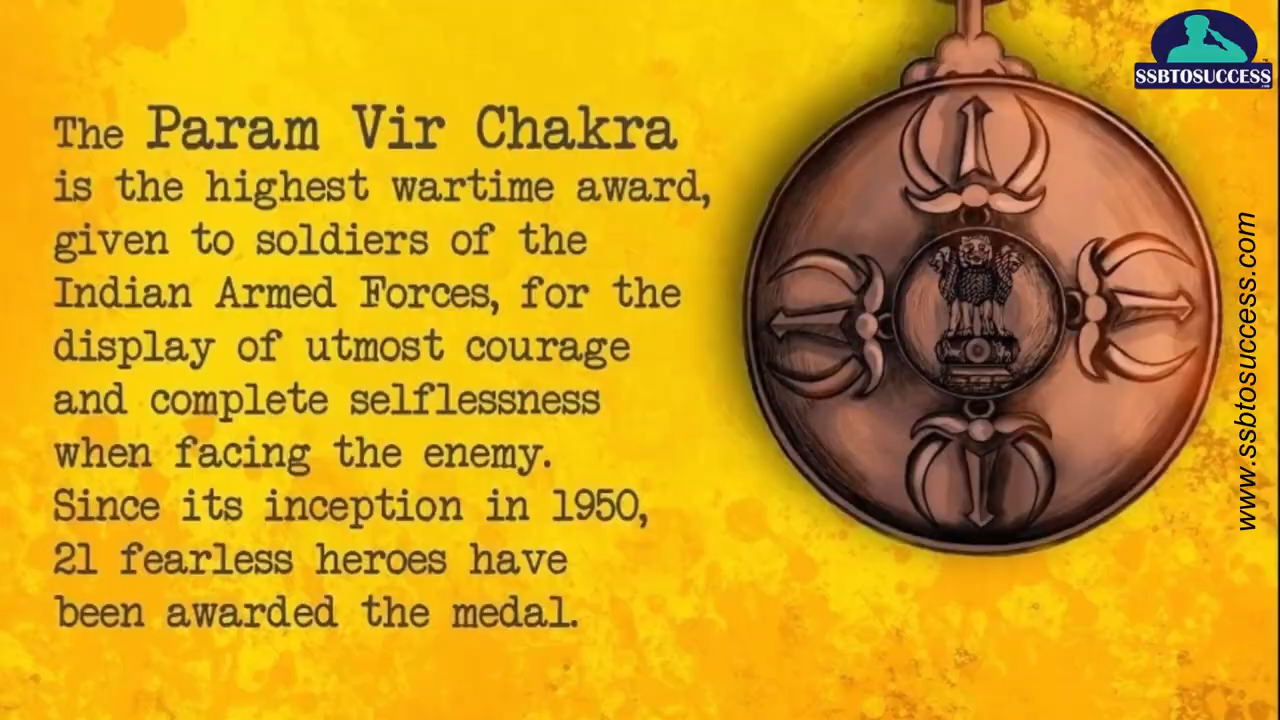 The Param Vir Chakra
is the highest wartime award,
given to soldiers of the
Indian Armed Forces, for the
display of utmost courage
and complete selflessness
when facing the enemy.
Since its inception in 1950,
21 fearless heroes have
been awarded the medal.
SSBTOSUCCESS
.com
www.ssbtosuccess.com